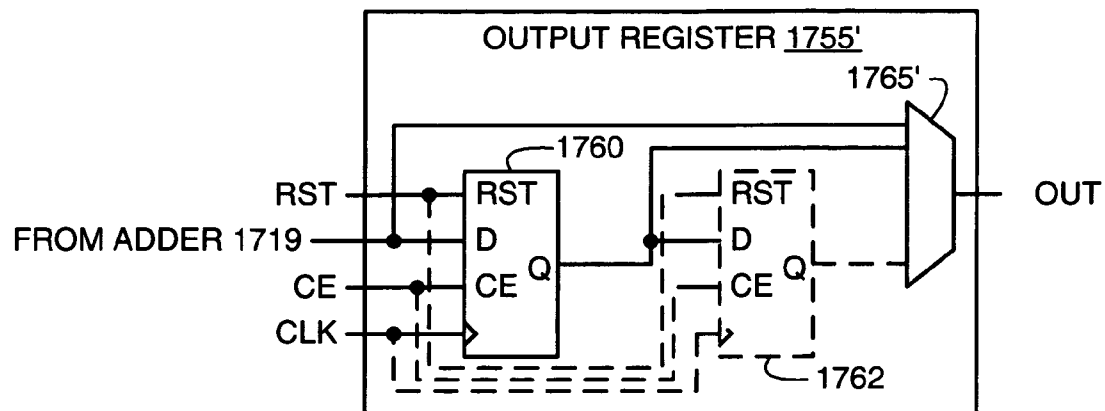 OUTPUT REGISTER 1755'
1765'
1760
RST
RST
RST
OUT
FROM ADDER 1719
D
D
Q
Q
CE
CE
CE
CLK
1762